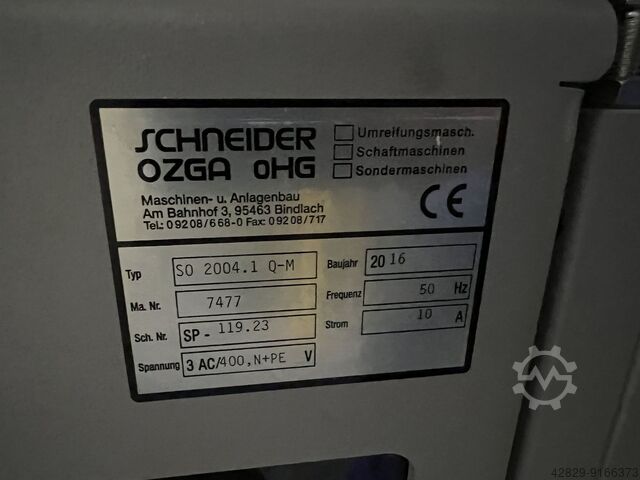 SCHNEIDER
OZGA OHG
Umreifungsmasch.
Schaftmaschinen
Sondermaschinen
Maschinen- u. Anlagenbau
Am Bahnhof 3, 95463 Bindlach
Tel.: 09208/668-0 Fax: 09208/717
CE
Typ SO 2004.1 Q-M Baujahr 2016
Ma. Nr. 7477 Frequenz 50 Hz
Sch. Nr. SP-119.23 Strom 10 A
Spannung 3 AC/400,N+PE V
42829-9166373